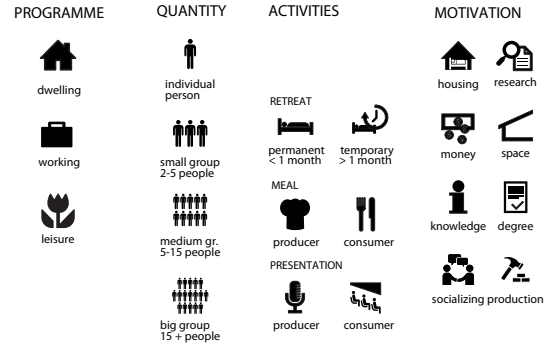 PROGRAMME
dwelling
working
leisure
QUANTITY
individual
person
small group
2-5 people
medium gr.
5-15 people
big group
15 + people
ACTIVITIES
RETREAT
permanent
< 1 month
temporary
> 1 month
MEAL
producer
consumer
PRESENTATION
producer
consumer
MOTIVATION
housing
research
money
space
knowledge
degree
socializing
production